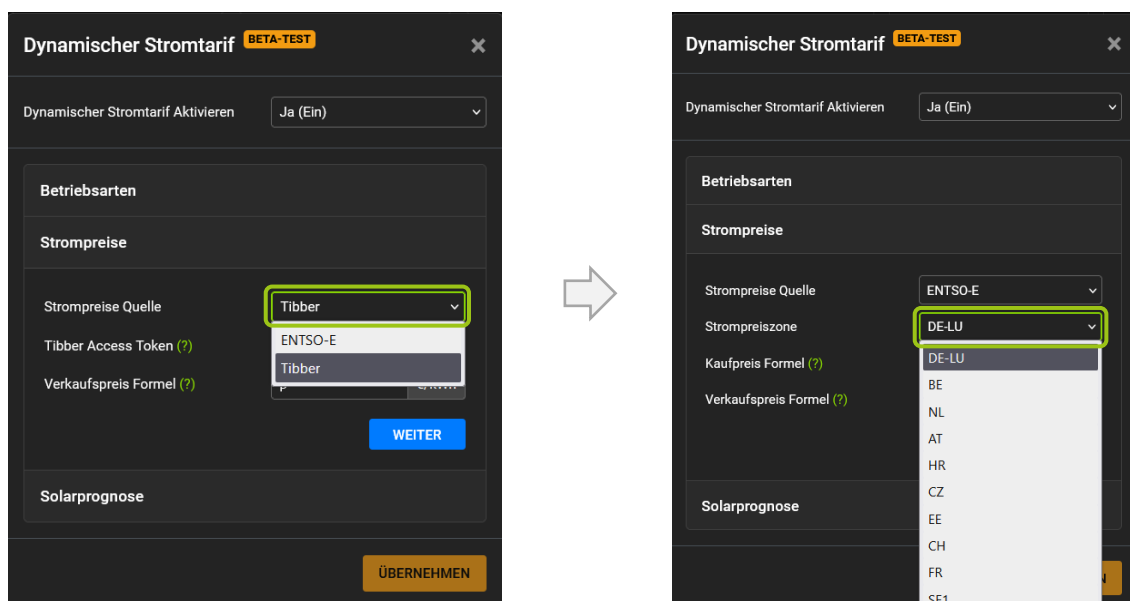 Dynamischer Stromtarif BETA-TEST ×
Dynamischer Stromtarif Aktivieren Ja (Ein)
Betriebsarten
Strompreise
Strompreise Quelle Tibber
ENTSO-E
Tibber Access Token (?)
Tibber
Verkaufspreis Formel (?)
WEITER
Solarprognose
ÜBERNEHMEN
Dynamischer Stromtarif BETA-TEST ×
Dynamischer Stromtarif Aktivieren Ja (Ein)
Betriebsarten
Strompreise
Strompreise Quelle ENTSO-E
Strompreiszone DE-LU
DE-LU
Kaufpreis Formel (?)
BE
Verkaufspreis Formel (?)
NL
AT
HR
CZ
Solarprognose
EE
CH
FR
SE1